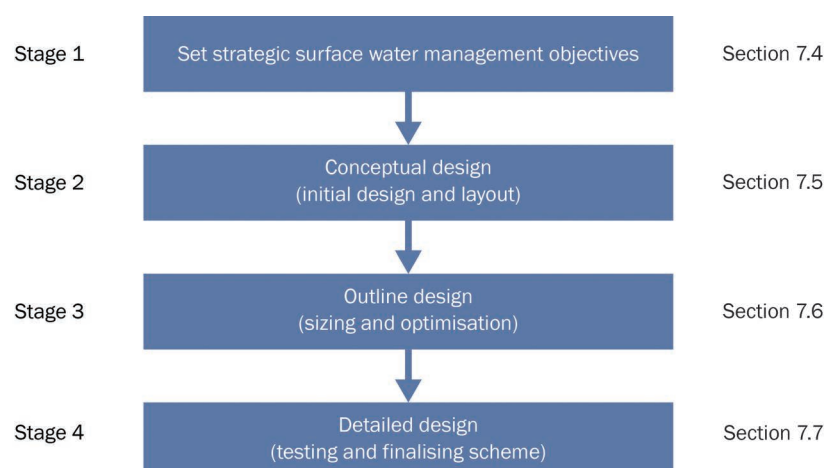 Stage 1
Set strategic surface water management objectives
Section 7.4
Stage 2
Conceptual design
(initial design and layout)
Section 7.5
Stage 3
Outline design
(sizing and optimisation)
Section 7.6
Stage 4
Detailed design
(testing and finalising scheme)
Section 7.7